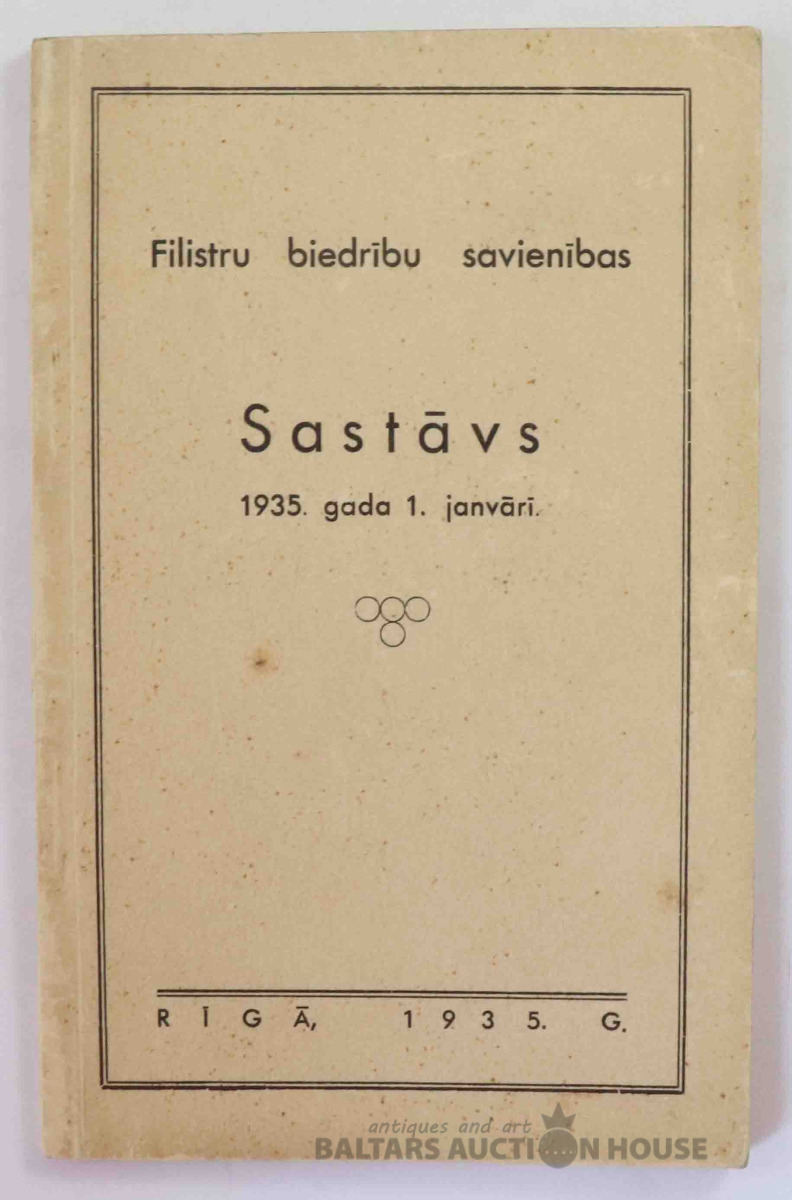 Filistru biedrību savienības
Sastāvs
1935. gada 1. janvārī.
RĪGĀ, 1935. G.
antiques and art
BALTARS AUCTION HOUSE